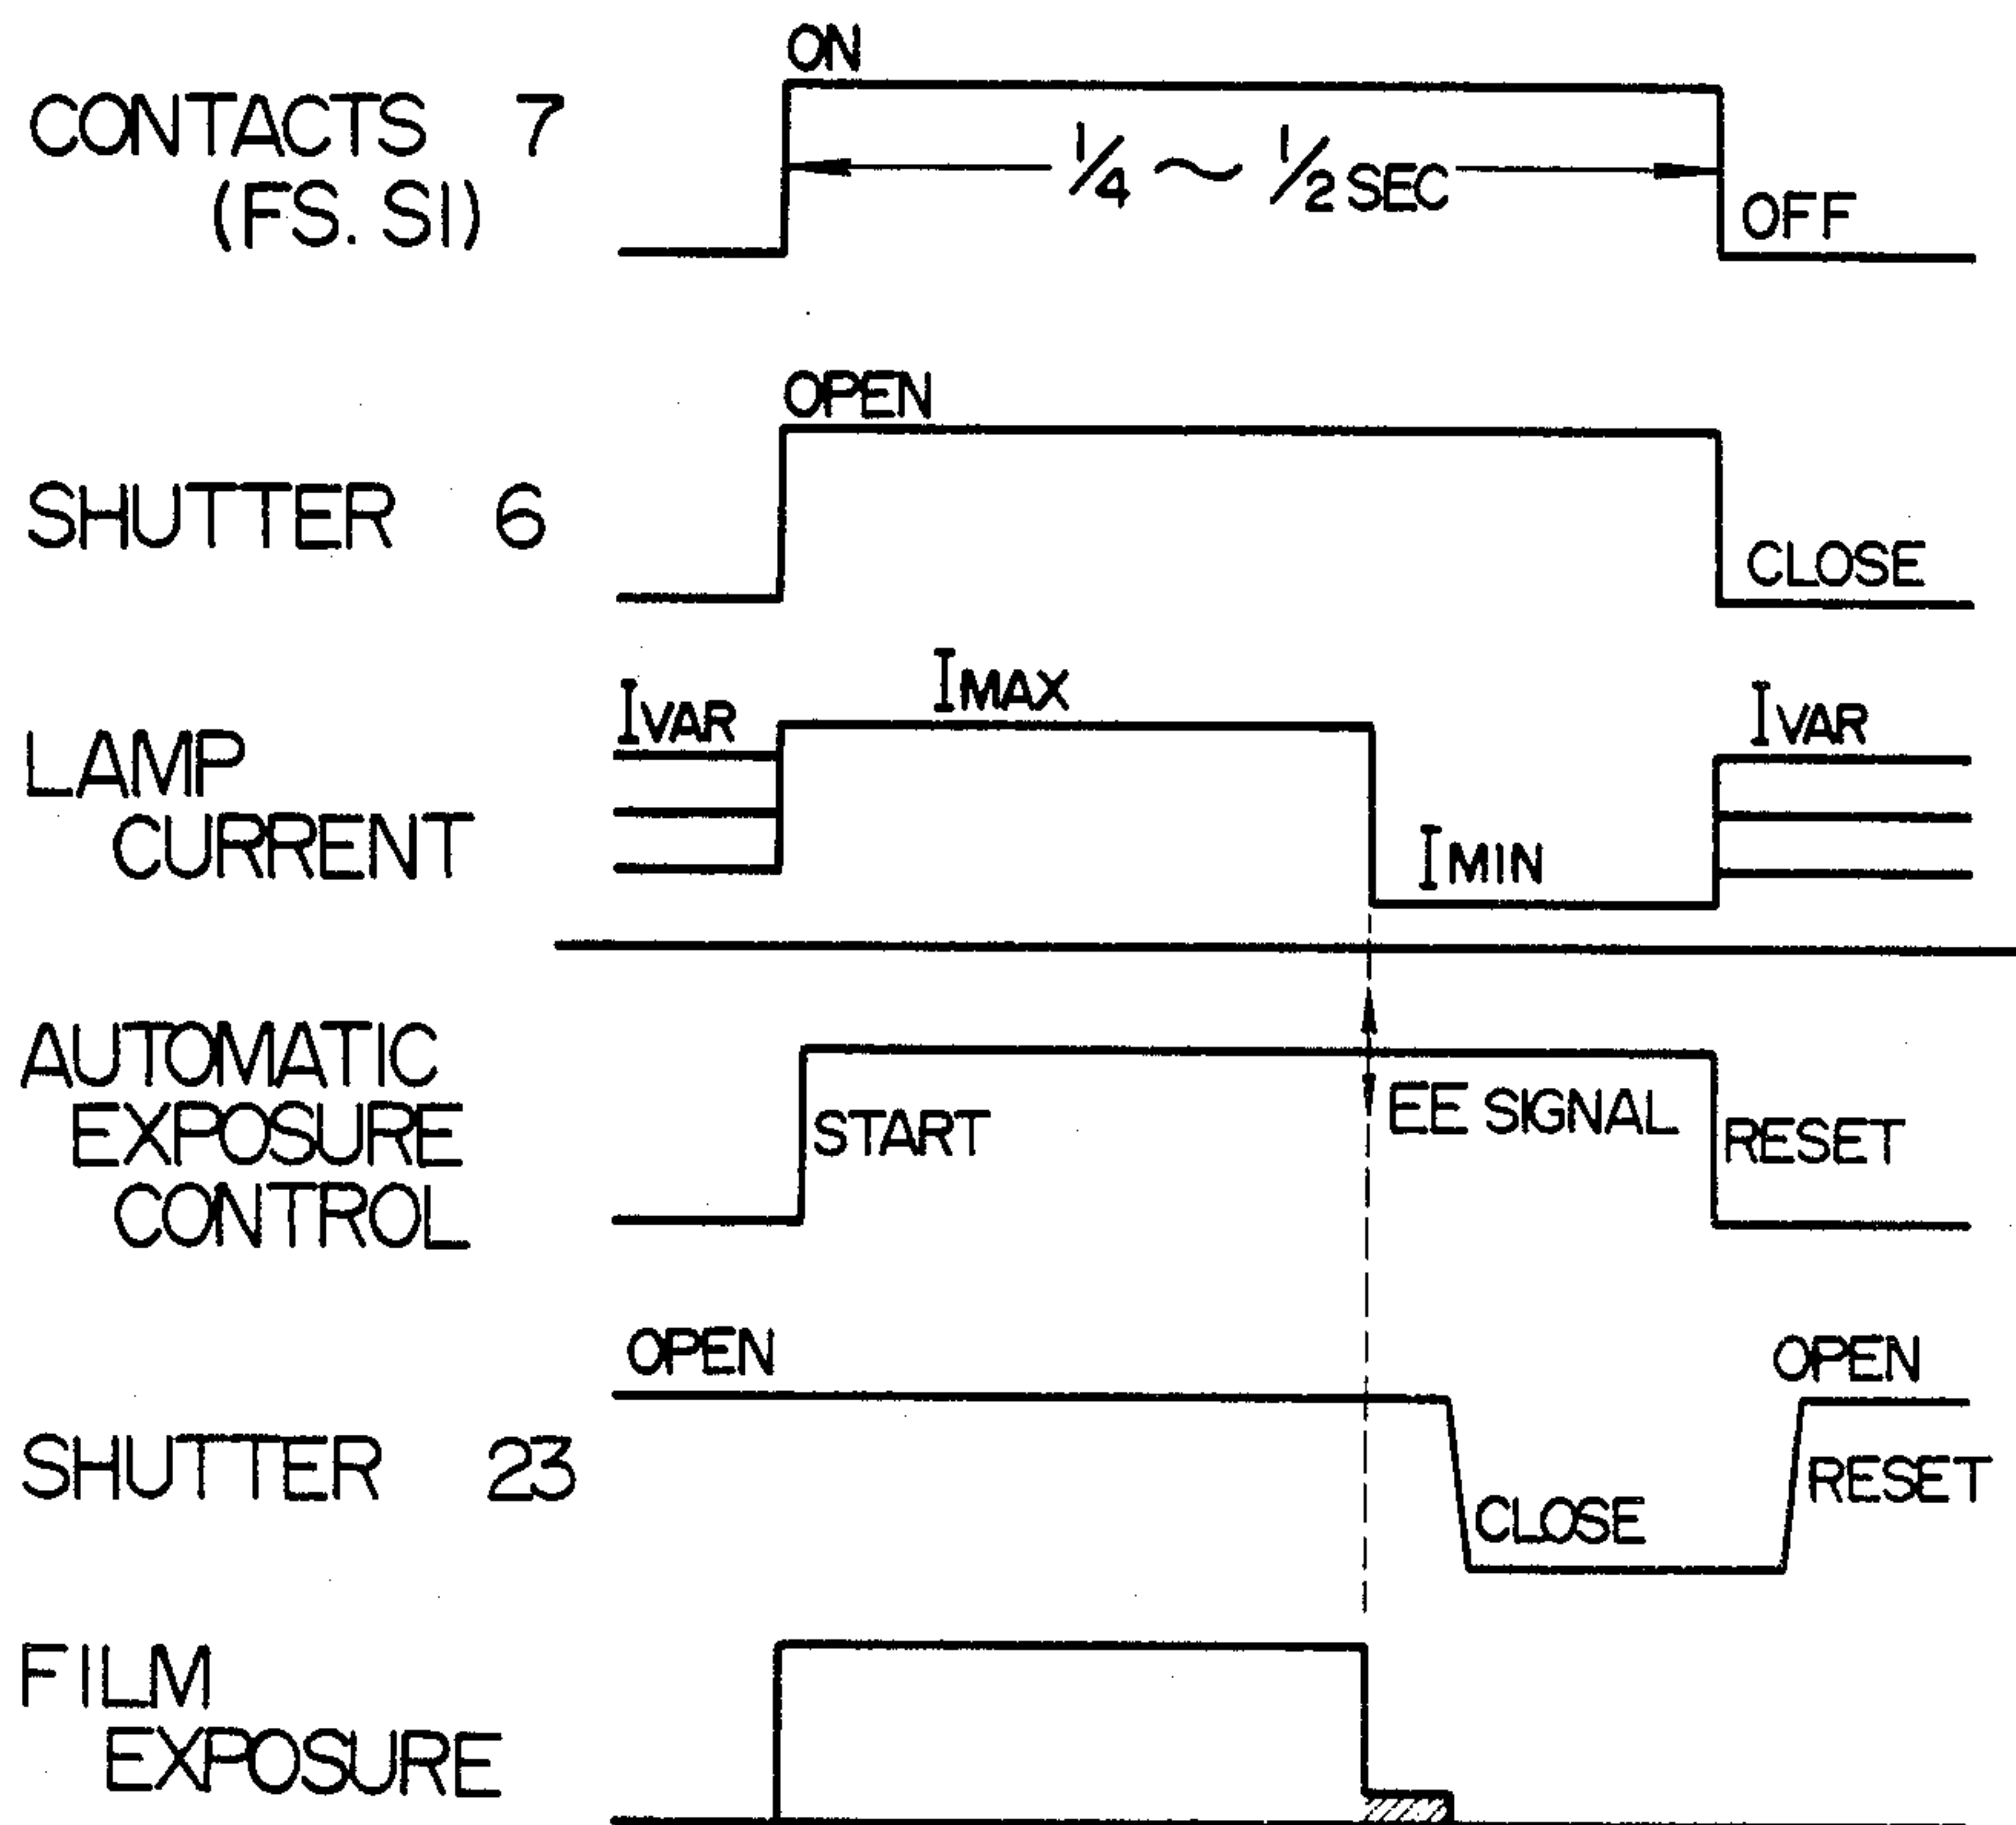 ON
CONTACTS 7
(FS. S1)
1/4 ~ 1/2 SEC
OFF
OPEN
SHUTTER 6
CLOSE
IMAX
IVAR
IVAR
LAMP
CURRENT
IMIN
AUTOMATIC
EXPOSURE
CONTROL
START
EE SIGNAL
RESET
OPEN
OPEN
SHUTTER 23
RESET
CLOSE
FILM
EXPOSURE